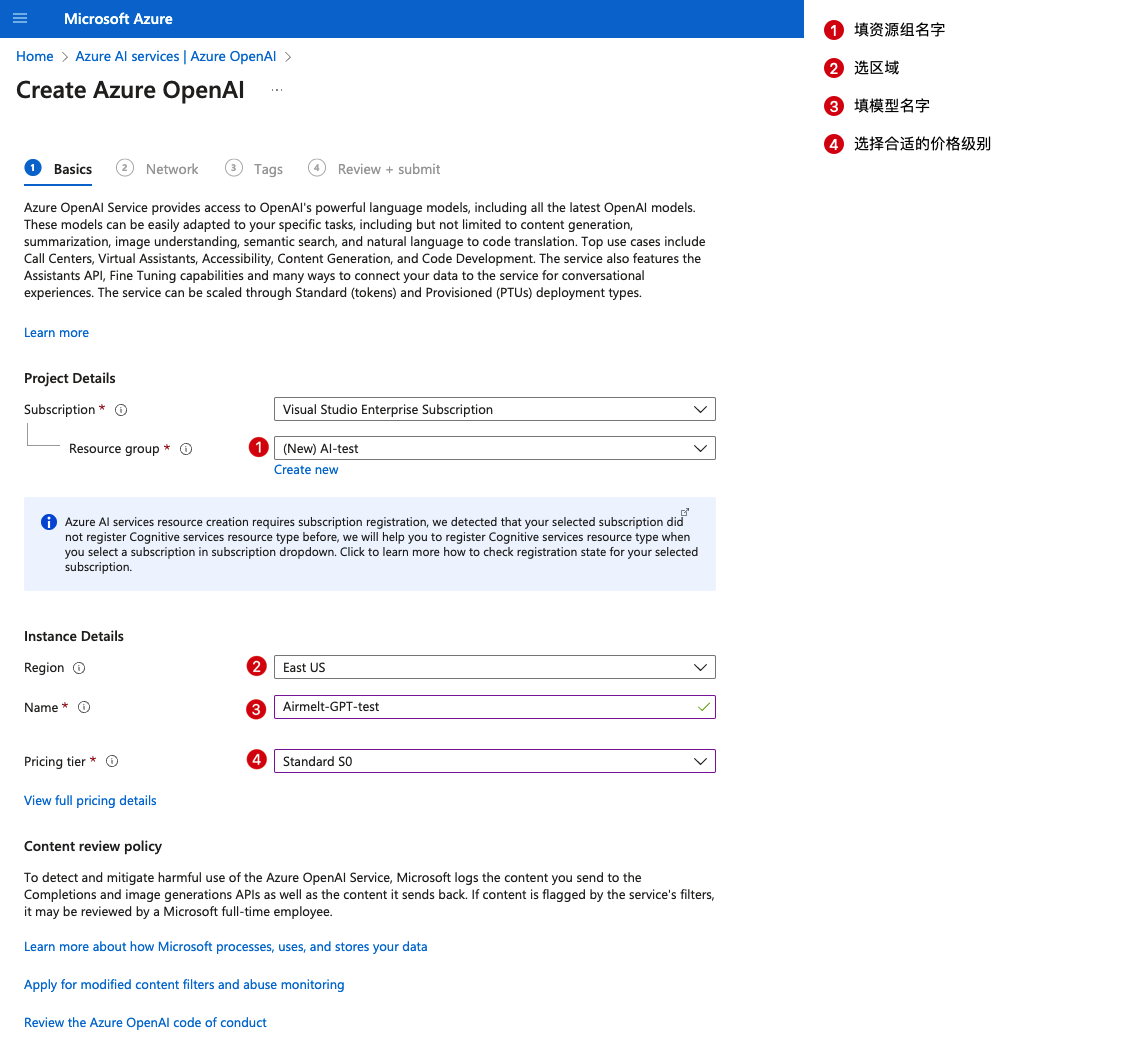 Microsoft Azure
Home > Azure AI services | Azure OpenAI >
Create Azure OpenAI ...
1 Basics 2 Network 3 Tags 4 Review + submit
Azure OpenAI Service provides access to OpenAI's powerful language models, including all the latest OpenAI models.
These models can be easily adapted to your specific tasks, including but not limited to content generation,
summarization, image understanding, semantic search, and natural language to code translation. Top use cases include
Call Centers, Virtual Assistants, Accessibility, Content Generation, and Code Development. The service also features the
Assistants API, Fine Tuning capabilities and many ways to connect your data to the service for conversational
experiences. The service can be scaled through Standard (tokens) and Provisioned (PTUs) deployment types.
Learn more
Project Details
Subscription * Visual Studio Enterprise Subscription
Resource group * 1 (New) AI-test
Create new
Azure AI services resource creation requires subscription registration, we detected that your selected subscription did
not register Cognitive services resource type before, we will help you to register Cognitive services resource type when
you select a subscription in subscription dropdown. Click to learn more how to check registration state for your selected
subscription.
Instance Details
Region 2 East US
Name * 3 Airmelt-GPT-test
Pricing tier * 4 Standard S0
View full pricing details
Content review policy
To detect and mitigate harmful use of the Azure OpenAI Service, Microsoft logs the content you send to the
Completions and image generations APIs as well as the content it sends back. If content is flagged by the service's filters,
it may be reviewed by a Microsoft full-time employee.
Learn more about how Microsoft processes, uses, and stores your data
Apply for modified content filters and abuse monitoring
Review the Azure OpenAI code of conduct
1 填资源组名字
2 选区域
3 填模型名字
4 选择合适的价格级别